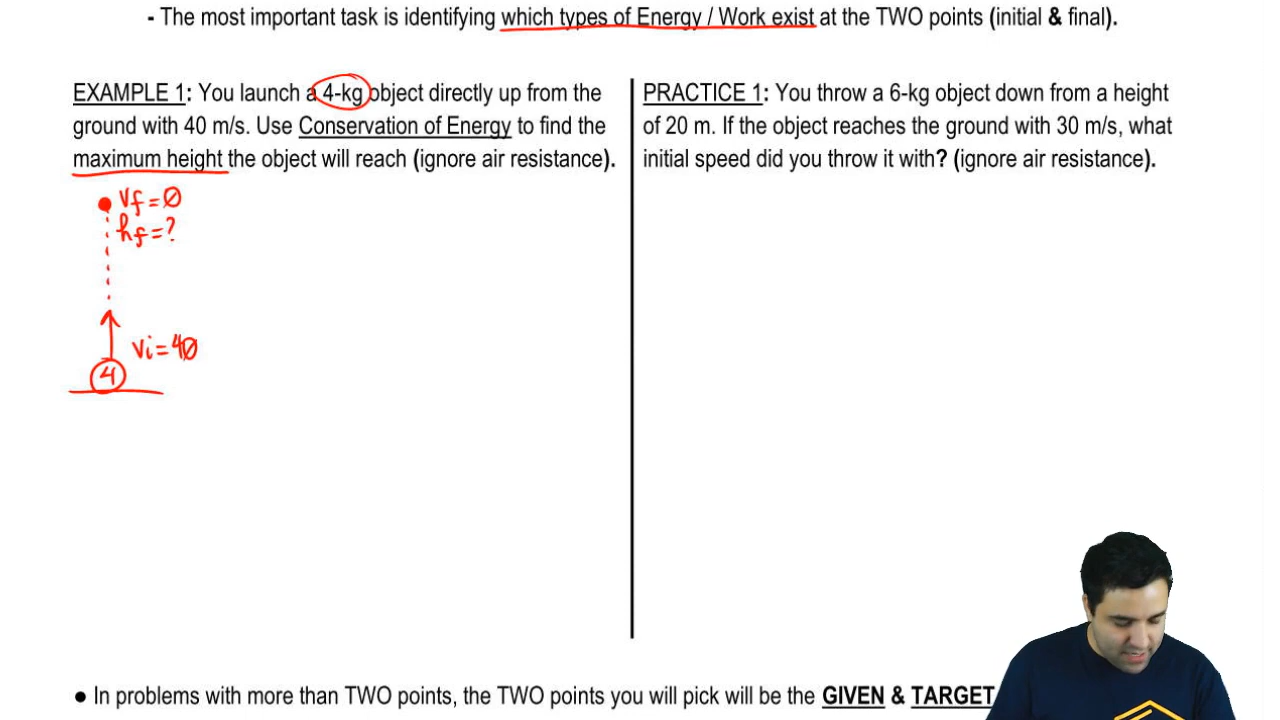 - The most important task is identifying which types of Energy / Work exist at the TWO points (initial & final).
EXAMPLE 1: You launch a 4-kg object directly up from the
ground with 40 m/s. Use Conservation of Energy to find the
maximum height the object will reach (ignore air resistance).
vf=0
hf=?
vi=40
4
PRACTICE 1: You throw a 6-kg object down from a height
of 20 m. If the object reaches the ground with 30 m/s, what
initial speed did you throw it with? (ignore air resistance).
● In problems with more than TWO points, the TWO points you will pick will be the GIVEN & TARGET